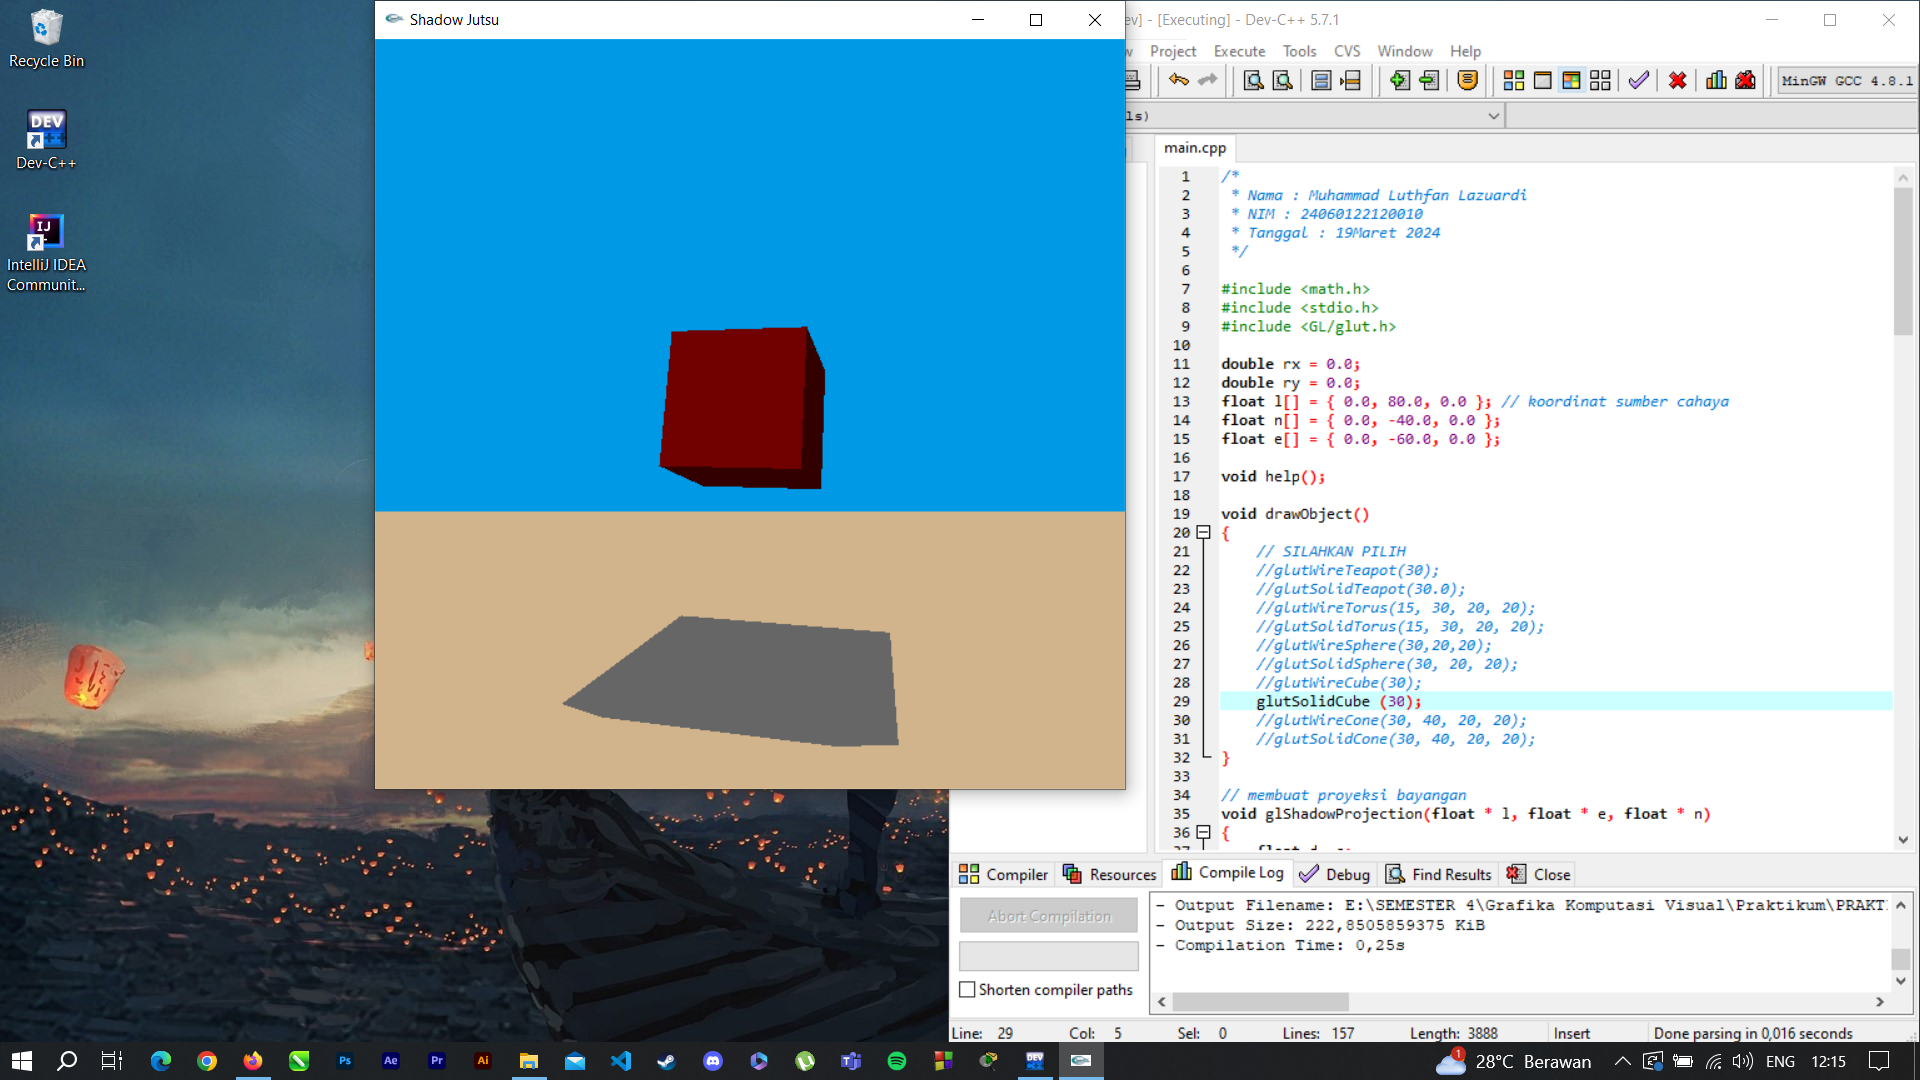 Recycle Bin
Dev-C++
IntelliJ IDEA
Communit...
Shadow Jutsu
[Executing] - Dev-C++ 5.7.1
Project Execute Tools CVS Window Help
MinGW GCC 4.8.1
main.cpp
1 /*
2 * Nama : Muhammad Luthfan Lazuardi
3 * NIM : 24060122120010
4 * Tanggal : 19Maret 2024
5 */
6
7 #include <math.h>
8 #include <stdio.h>
9 #include <GL/glut.h>
10
11 double rx = 0.0;
12 double ry = 0.0;
13 float l[] = { 0.0, 80.0, 0.0 }; // koordinat sumber cahaya
14 float n[] = { 0.0, -40.0, 0.0 };
15 float e[] = { 0.0, -60.0, 0.0 };
16
17 void help();
18
19 void drawObject()
20 {
21 // SILAHKAN PILIH
22 //glutWireTeapot(30);
23 //glutSolidTeapot(30.0);
24 //glutWireTorus(15, 30, 20, 20);
25 //glutSolidTorus(15, 30, 20, 20);
26 //glutWireSphere(30,20,20);
27 //glutSolidSphere(30, 20, 20);
28 //glutWireCube(30);
29 glutSolidCube (30);
30 //glutWireCone(30, 40, 20, 20);
31 //glutSolidCone(30, 40, 20, 20);
32 }
33
34 // membuat proyeksi bayangan
35 void glShadowProjection(float * l, float * e, float * n)
36 {
Compiler Resources Compile Log Debug Find Results Close
Abort Compilation
Shorten compiler paths
- Output Filename: E:\SEMESTER 4\Grafika Komputasi Visual\Praktikum\PRAKT
- Output Size: 222,8505859375 KiB
- Compilation Time: 0,25s
Line: 29 Col: 5 Sel: 0 Lines: 157 Length: 3888 Insert Done parsing in 0,016 seconds
1 28°C Berawan ENG 12:15